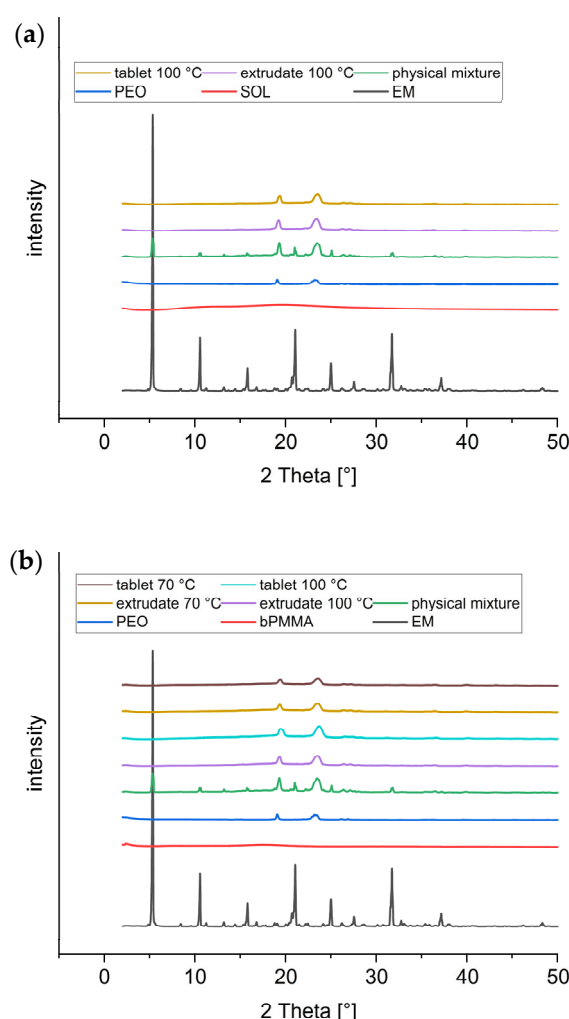 (a)
tablet 100 °C extrudate 100 °C physical mixture
PEO SOL EM
intensity
0 10 20 30 40 50
2 Theta [°]
(b)
tablet 70 °C tablet 100 °C
extrudate 70 °C extrudate 100 °C physical mixture
PEO bPMMA EM
intensity
0 10 20 30 40 50
2 Theta [°]